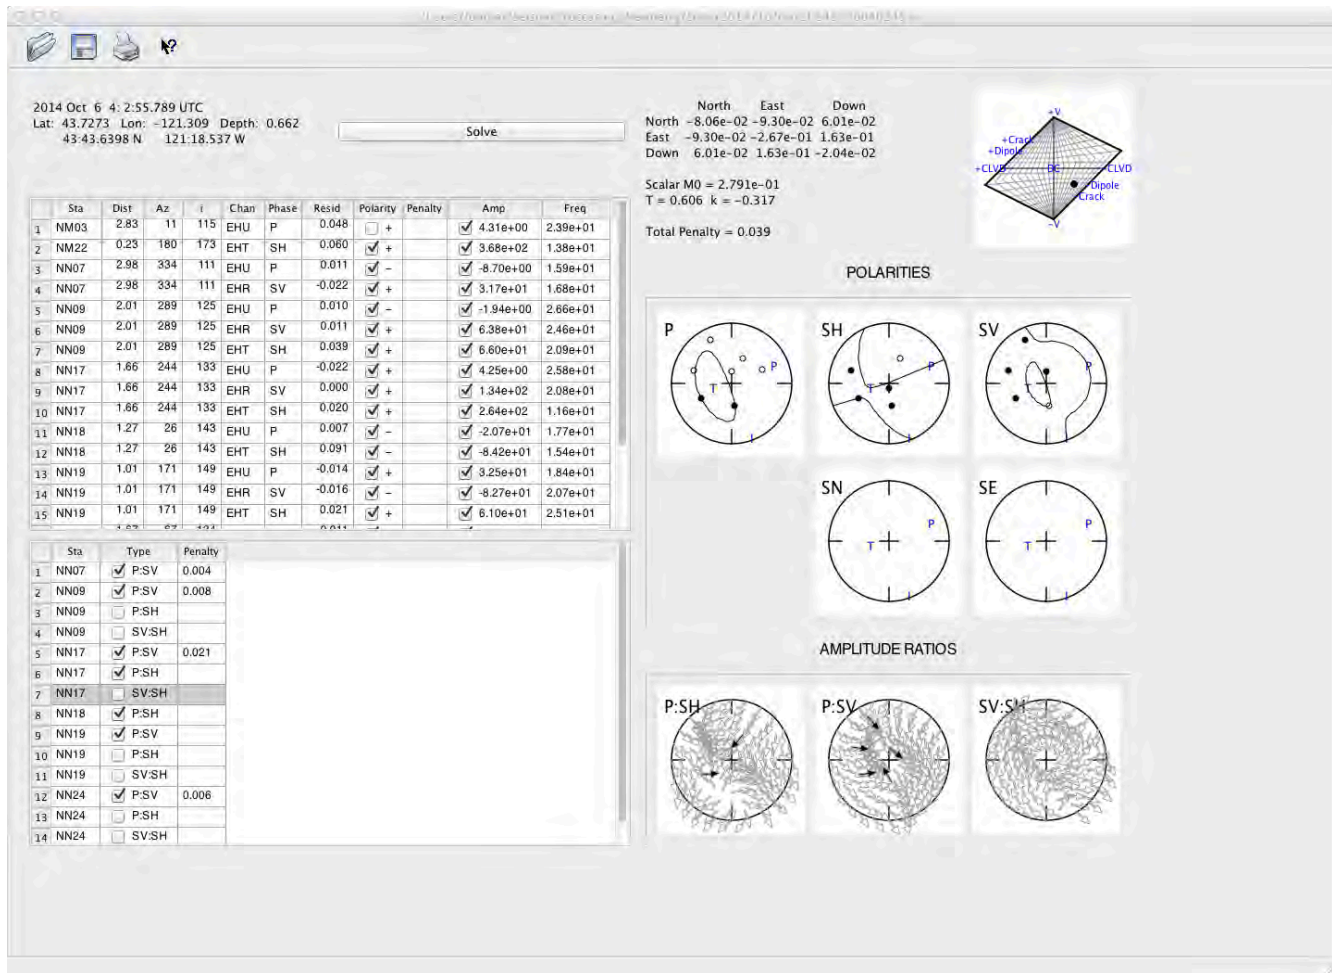 2014 Oct 6 4: 2:55.789 UTC
Lat: 43.7273 Lon: -121.309 Depth: 0.662
43:43.6398 N 121:18.537 W
Solve
Sta Dist Az i Chan Phase Resid Polarity Penalty Amp Freq
1 NM03 2.83 11 115 EHU P 0.048 + 4.31e+00 2.39e+01
2 NM22 0.23 180 173 EHT SH 0.060 + 3.68e+02 1.38e+01
3 NN07 2.98 334 111 EHU P 0.011 - -8.70e+00 1.59e+01
4 NN07 2.98 334 111 EHR SV -0.022 + 3.17e+01 1.68e+01
5 NN09 2.01 289 125 EHU P 0.010 - -1.94e+00 2.66e+01
6 NN09 2.01 289 125 EHR SV 0.011 + 6.38e+01 2.46e+01
7 NN09 2.01 289 125 EHT SH 0.039 + 6.60e+01 2.09e+01
8 NN17 1.66 244 133 EHU P -0.022 + 4.25e+00 2.58e+01
9 NN17 1.66 244 133 EHR SV 0.000 + 1.34e+02 2.08e+01
10 NN17 1.66 244 133 EHT SH 0.020 + 2.64e+02 1.16e+01
11 NN18 1.27 26 143 EHU P 0.007 - -2.07e+01 1.77e+01
12 NN18 1.27 26 143 EHT SH 0.091 - -8.42e+01 1.54e+01
13 NN19 1.01 171 149 EHU P -0.014 + 3.25e+01 1.84e+01
14 NN19 1.01 171 149 EHR SV -0.016 - -8.27e+01 2.07e+01
15 NN19 1.01 171 149 EHT SH 0.021 + 6.10e+01 2.51e+01
Sta Type Penalty
1 NN07 P:SV 0.004
2 NN09 P:SV 0.008
3 NN09 P:SH
4 NN09 SV:SH
5 NN17 P:SV 0.021
6 NN17 P:SH
7 NN17 SV:SH
8 NN18 P:SH
9 NN19 P:SV
10 NN19 P:SH
11 NN19 SV:SH
12 NN24 P:SV 0.006
13 NN24 P:SH
14 NN24 SV:SH
North East Down
North -8.06e-02 -9.30e-02 6.01e-02
East -9.30e-02 -2.67e-01 1.63e-01
Down 6.01e-02 1.63e-01 -2.04e-02
Scalar M0 = 2.791e-01
T = 0.606 k = -0.317
Total Penalty = 0.039
+V
+Crack
+Dipole
+CLVD DC -CLVD
-Dipole
-Crack
-V
POLARITIES
P P T I
SH P T I
SV P T I
SN P T I
SE P T I
AMPLITUDE RATIOS
P:SH P:SV SV:SH